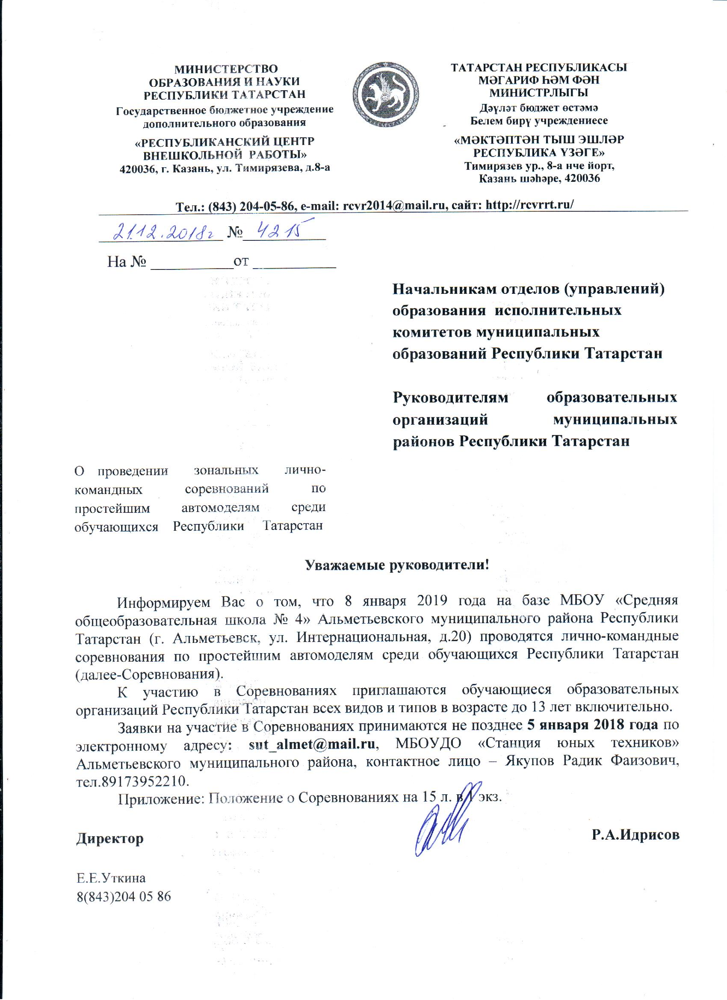 МИНИСТЕРСТВО
ОБРАЗОВАНИЯ И НАУКИ
РЕСПУБЛИКИ ТАТАРСТАН
Государственное бюджетное учреждение
дополнительного образования
«РЕСПУБЛИКАНСКИЙ ЦЕНТР
ВНЕШКОЛЬНОЙ РАБОТЫ»
420036, г. Казань, ул. Тимирязева, д.8-а
ТАТАРСТАН РЕСПУБЛИКАСЫ
МӘГАРИФ ҺӘМ ФӘН
МИНИСТРЛЫГЫ
Дәүләт бюджет өстәмә
Белем бирү учреждениесе
«МӘКТӘПТӘН ТЫШ ЭШЛӘР
РЕСПУБЛИКА ҮЗӘГЕ»
Тимирязев ур., 8-а нче йорт,
Казань шәһәре, 420036
Тел.: (843) 204-05-86, e-mail: rcvr2014@mail.ru, сайт: http://rcvrrt.ru/
21.12.2018г № 4215
На № ___________от ___________
Начальникам отделов (управлений)
образования исполнительных
комитетов муниципальных
образований Республики Татарстан
Руководителям образовательных
организаций муниципальных
районов Республики Татарстан
О проведении зональных лично-
командных соревнований по
простейшим автомоделям среди
обучающихся Республики Татарстан
Уважаемые руководители!
Информируем Вас о том, что 8 января 2019 года на базе МБОУ «Средняя
общеобразовательная школа № 4» Альметьевского муниципального района Республики
Татарстан (г. Альметьевск, ул. Интернациональная, д.20) проводятся лично-командные
соревнования по простейшим автомоделям среди обучающихся Республики Татарстан
(далее-Соревнования).
К участию в Соревнованиях приглашаются обучающиеся образовательных
организаций Республики Татарстан всех видов и типов в возрасте до 13 лет включительно.
Заявки на участие в Соревнованиях принимаются не позднее 5 января 2018 года по
электронному адресу: sut_almet@mail.ru, МБОУДО «Станция юных техников»
Альметьевского муниципального района, контактное лицо – Якупов Радик Фаизович,
тел.89173952210.
Приложение: Положение о Соревнованиях на 15 л. в 1 экз.
Директор
Р.А.Идрисов
Е.Е.Уткина
8(843)204 05 86